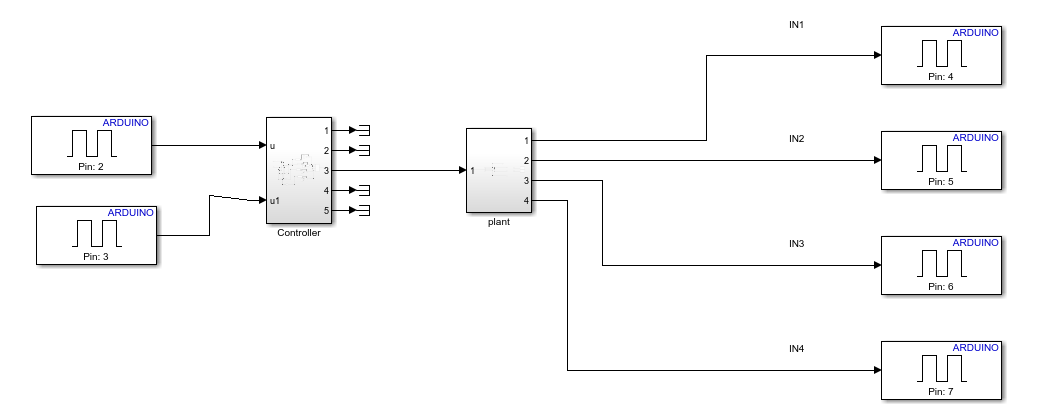 IN1
ARDUINO
Pin: 4
ARDUINO
Pin: 2
u
u1
1
2
3
4
5
Controller
1
1
2
3
4
plant
IN2
ARDUINO
Pin: 5
ARDUINO
Pin: 3
IN3
ARDUINO
Pin: 6
IN4
ARDUINO
Pin: 7